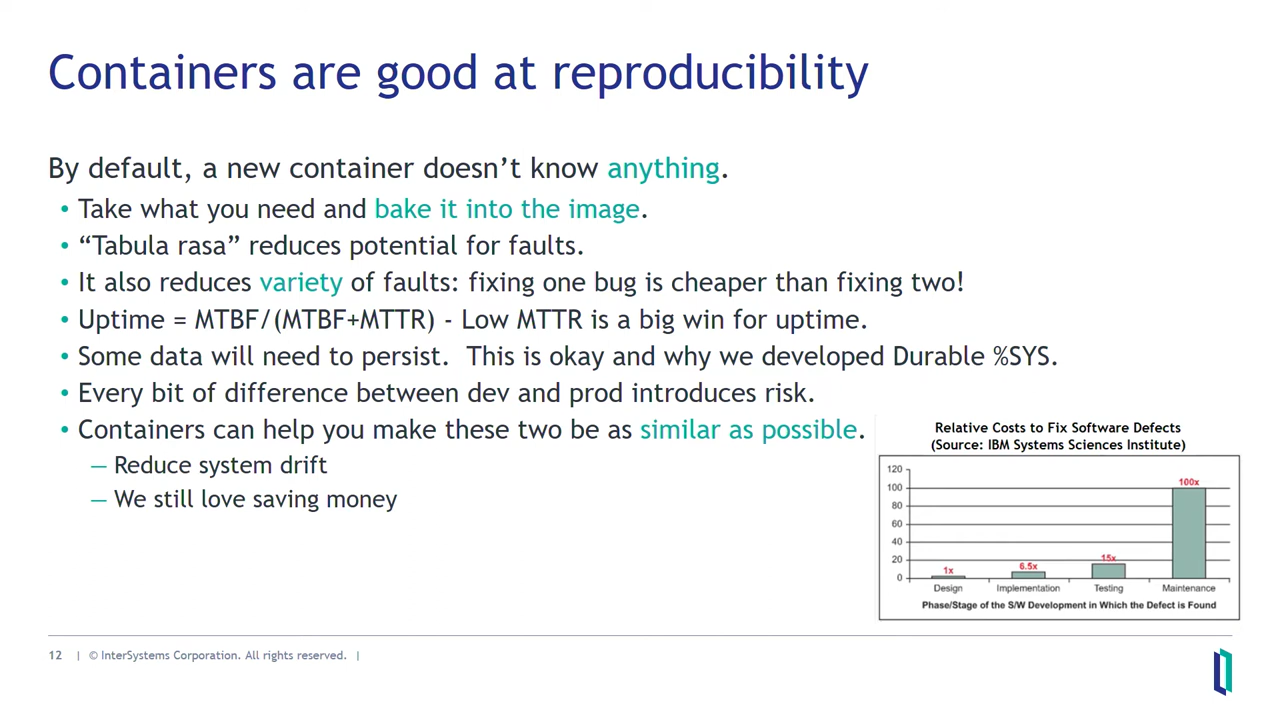 Containers are good at reproducibility
By default, a new container doesn’t know anything.
• Take what you need and bake it into the image.
• “Tabula rasa” reduces potential for faults.
• It also reduces variety of faults: fixing one bug is cheaper than fixing two!
• Uptime = MTBF/(MTBF+MTTR) - Low MTTR is a big win for uptime.
• Some data will need to persist.  This is okay and why we developed Durable %SYS.
• Every bit of difference between dev and prod introduces risk.
• Containers can help you make these two be as similar as possible.
— Reduce system drift
— We still love saving money
Relative Costs to Fix Software Defects
(Source: IBM Systems Sciences Institute)
120
100
80
60
40
20
0
1x
6.5x
15x
100x
Design Implementation Testing Maintenance
Phase/Stage of the S/W Development in Which the Defect is Found
12 | © InterSystems Corporation. All rights reserved. |